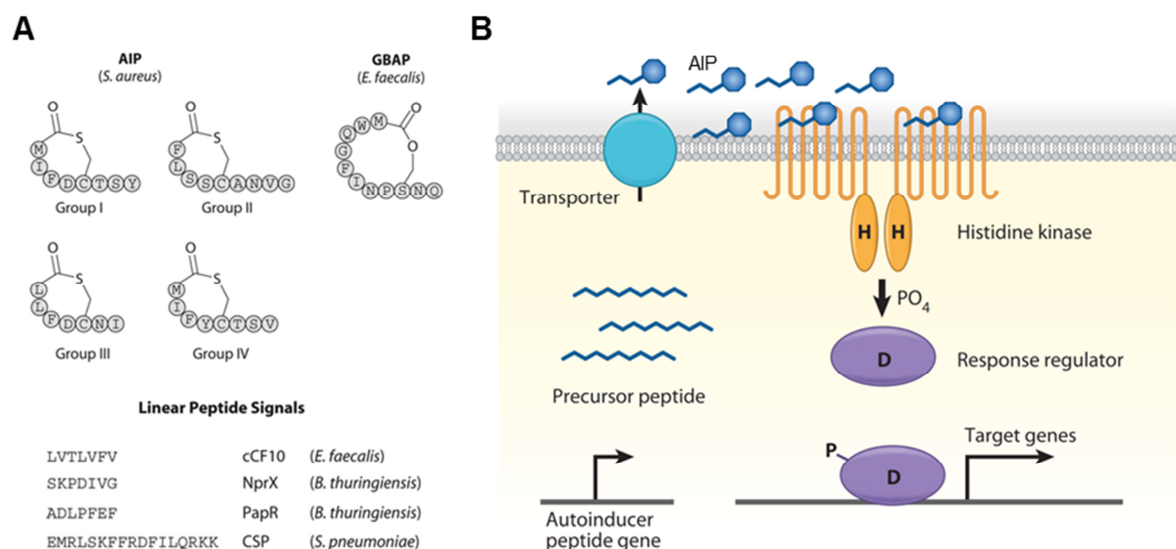 A
AIP
(S. aureus)
GBAP
(E. faecalis)
O
S
M
I
F
D
C
T
S
Y
Group I
O
S
F
L
S
S
C
A
N
V
G
Group II
O
O
M
W
Q
G
F
I
N
P
S
N
Q
O
S
L
L
F
D
C
N
I
Group III
O
S
M
I
F
Y
C
T
S
V
Group IV
Linear Peptide Signals
LVTLVFV cCF10 (E. faecalis)
SKPDIVG NprX (B. thuringiensis)
ADLPFEF PapR (B. thuringiensis)
EMRLSKFFRDFILQRKK CSP (S. pneumoniae)
B
AIP
Transporter
H H
Histidine kinase
PO4
D
Response regulator
Precursor peptide
Target genes
P
D
Autoinducer
peptide gene